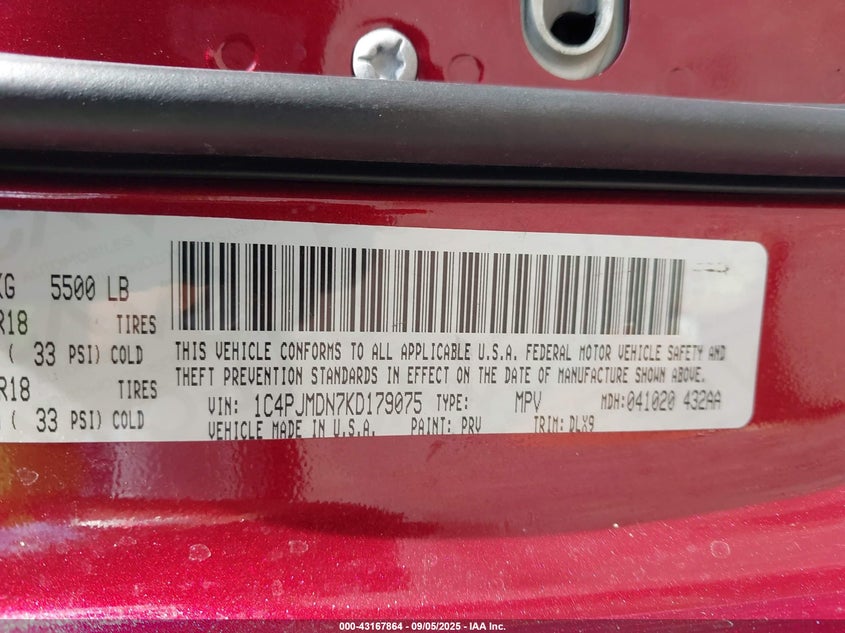 KG 5500 LB
R18 TIRES
( 33 PSI) COLD
R18 TIRES
( 33 PSI) COLD
THIS VEHICLE CONFORMS TO ALL APPLICABLE U.S.A. FEDERAL MOTOR VEHICLE SAFETY AND
THEFT PREVENTION STANDARDS IN EFFECT ON THE DATE OF MANUFACTURE SHOWN ABOVE.
VIN: 1C4PJMDN7KD179075 TYPE: MPV MDH: 041020 432AA
VEHICLE MADE IN U.S.A. PAINT: PRV TRIM: DLX9
000-43167864 - 09/05/2025 - IAA Inc.